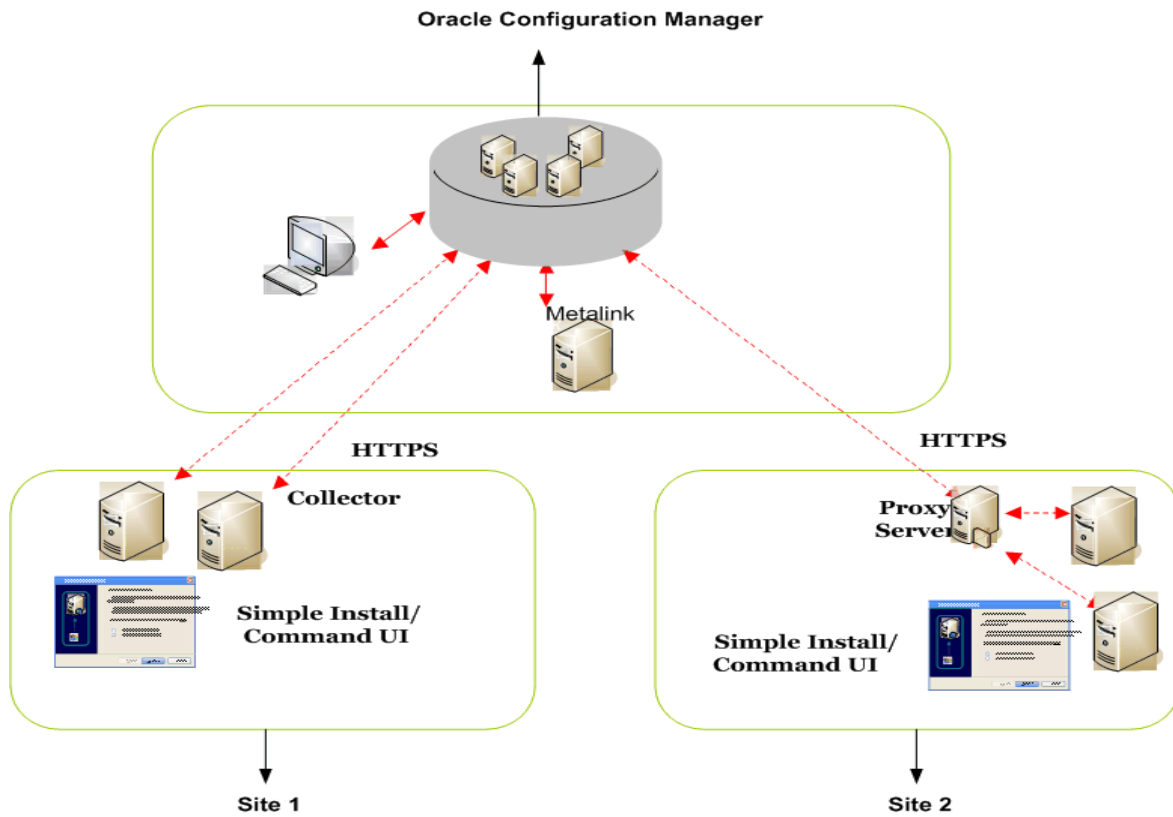 Oracle Configuration Manager
Metalink
HTTPS
Collector
Simple Install/
Command UI
HTTPS
Proxy
Server
Simple Install/
Command UI
Site 1
Site 2